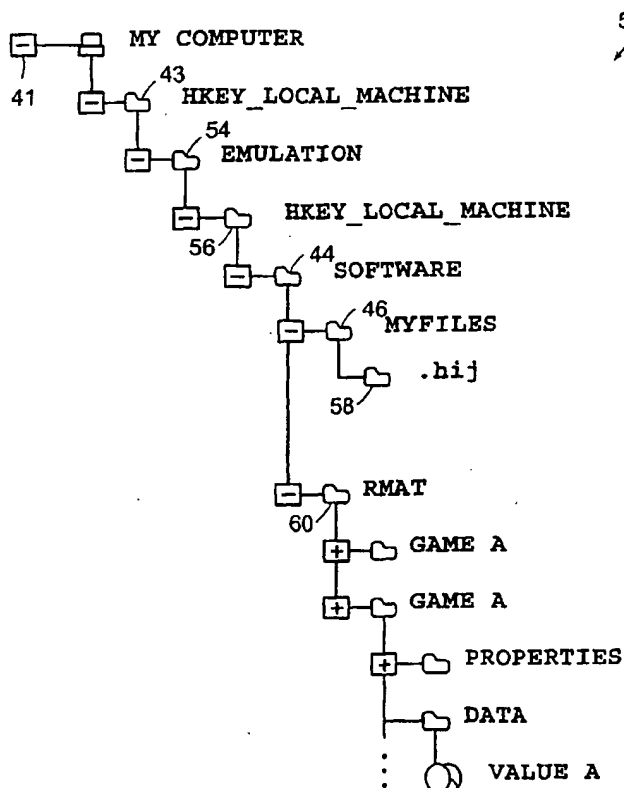 MY COMPUTER
5
41
43
HKEY_LOCAL_MACHINE
54
EMULATION
HKEY_LOCAL_MACHINE
56
44
SOFTWARE
46
MYFILES
.hij
58
RMAT
60
GAME A
GAME A
PROPERTIES
DATA
VALUE A